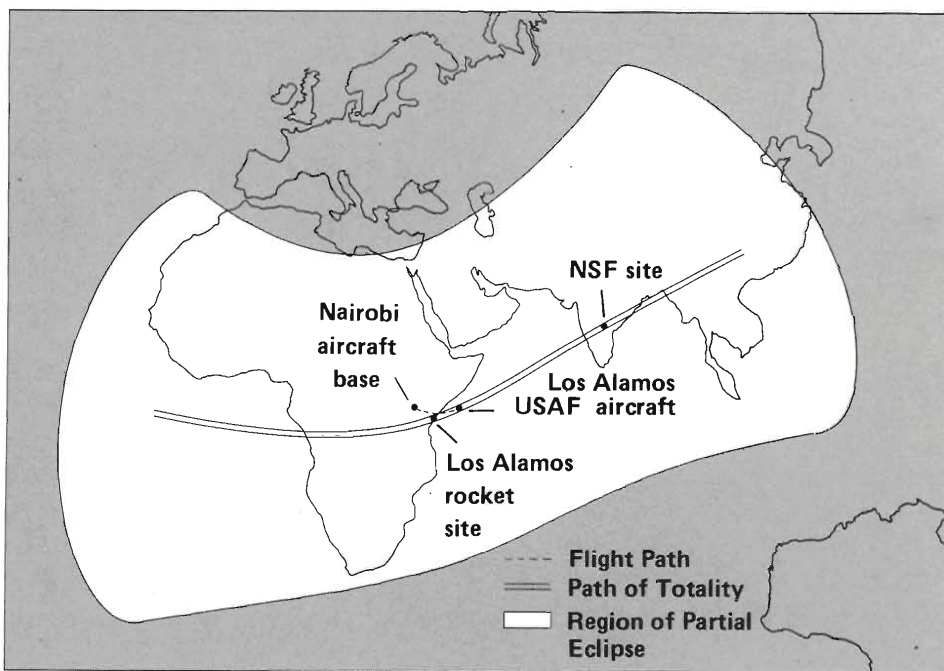 NSF site
Nairobi
aircraft
base
Los Alamos
USAF aircraft
Los Alamos
rocket
site
Flight Path
Path of Totality
Region of Partial
Eclipse